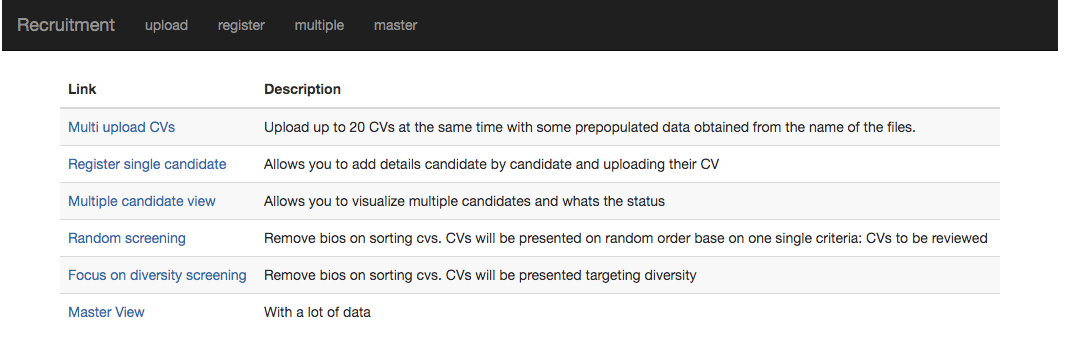 Recruitment upload register multiple master
Link Description
Multi upload CVs Upload up to 20 CVs at the same time with some prepopulated data obtained from the name of the files.
Register single candidate Allows you to add details candidate by candidate and uploading their CV
Multiple candidate view Allows you to visualize multiple candidates and whats the status
Random screening Remove bios on sorting cvs. CVs will be presented on random order base on one single criteria: CVs to be reviewed
Focus on diversity screening Remove bios on sorting cvs. CVs will be presented targeting diversity
Master View With a lot of data